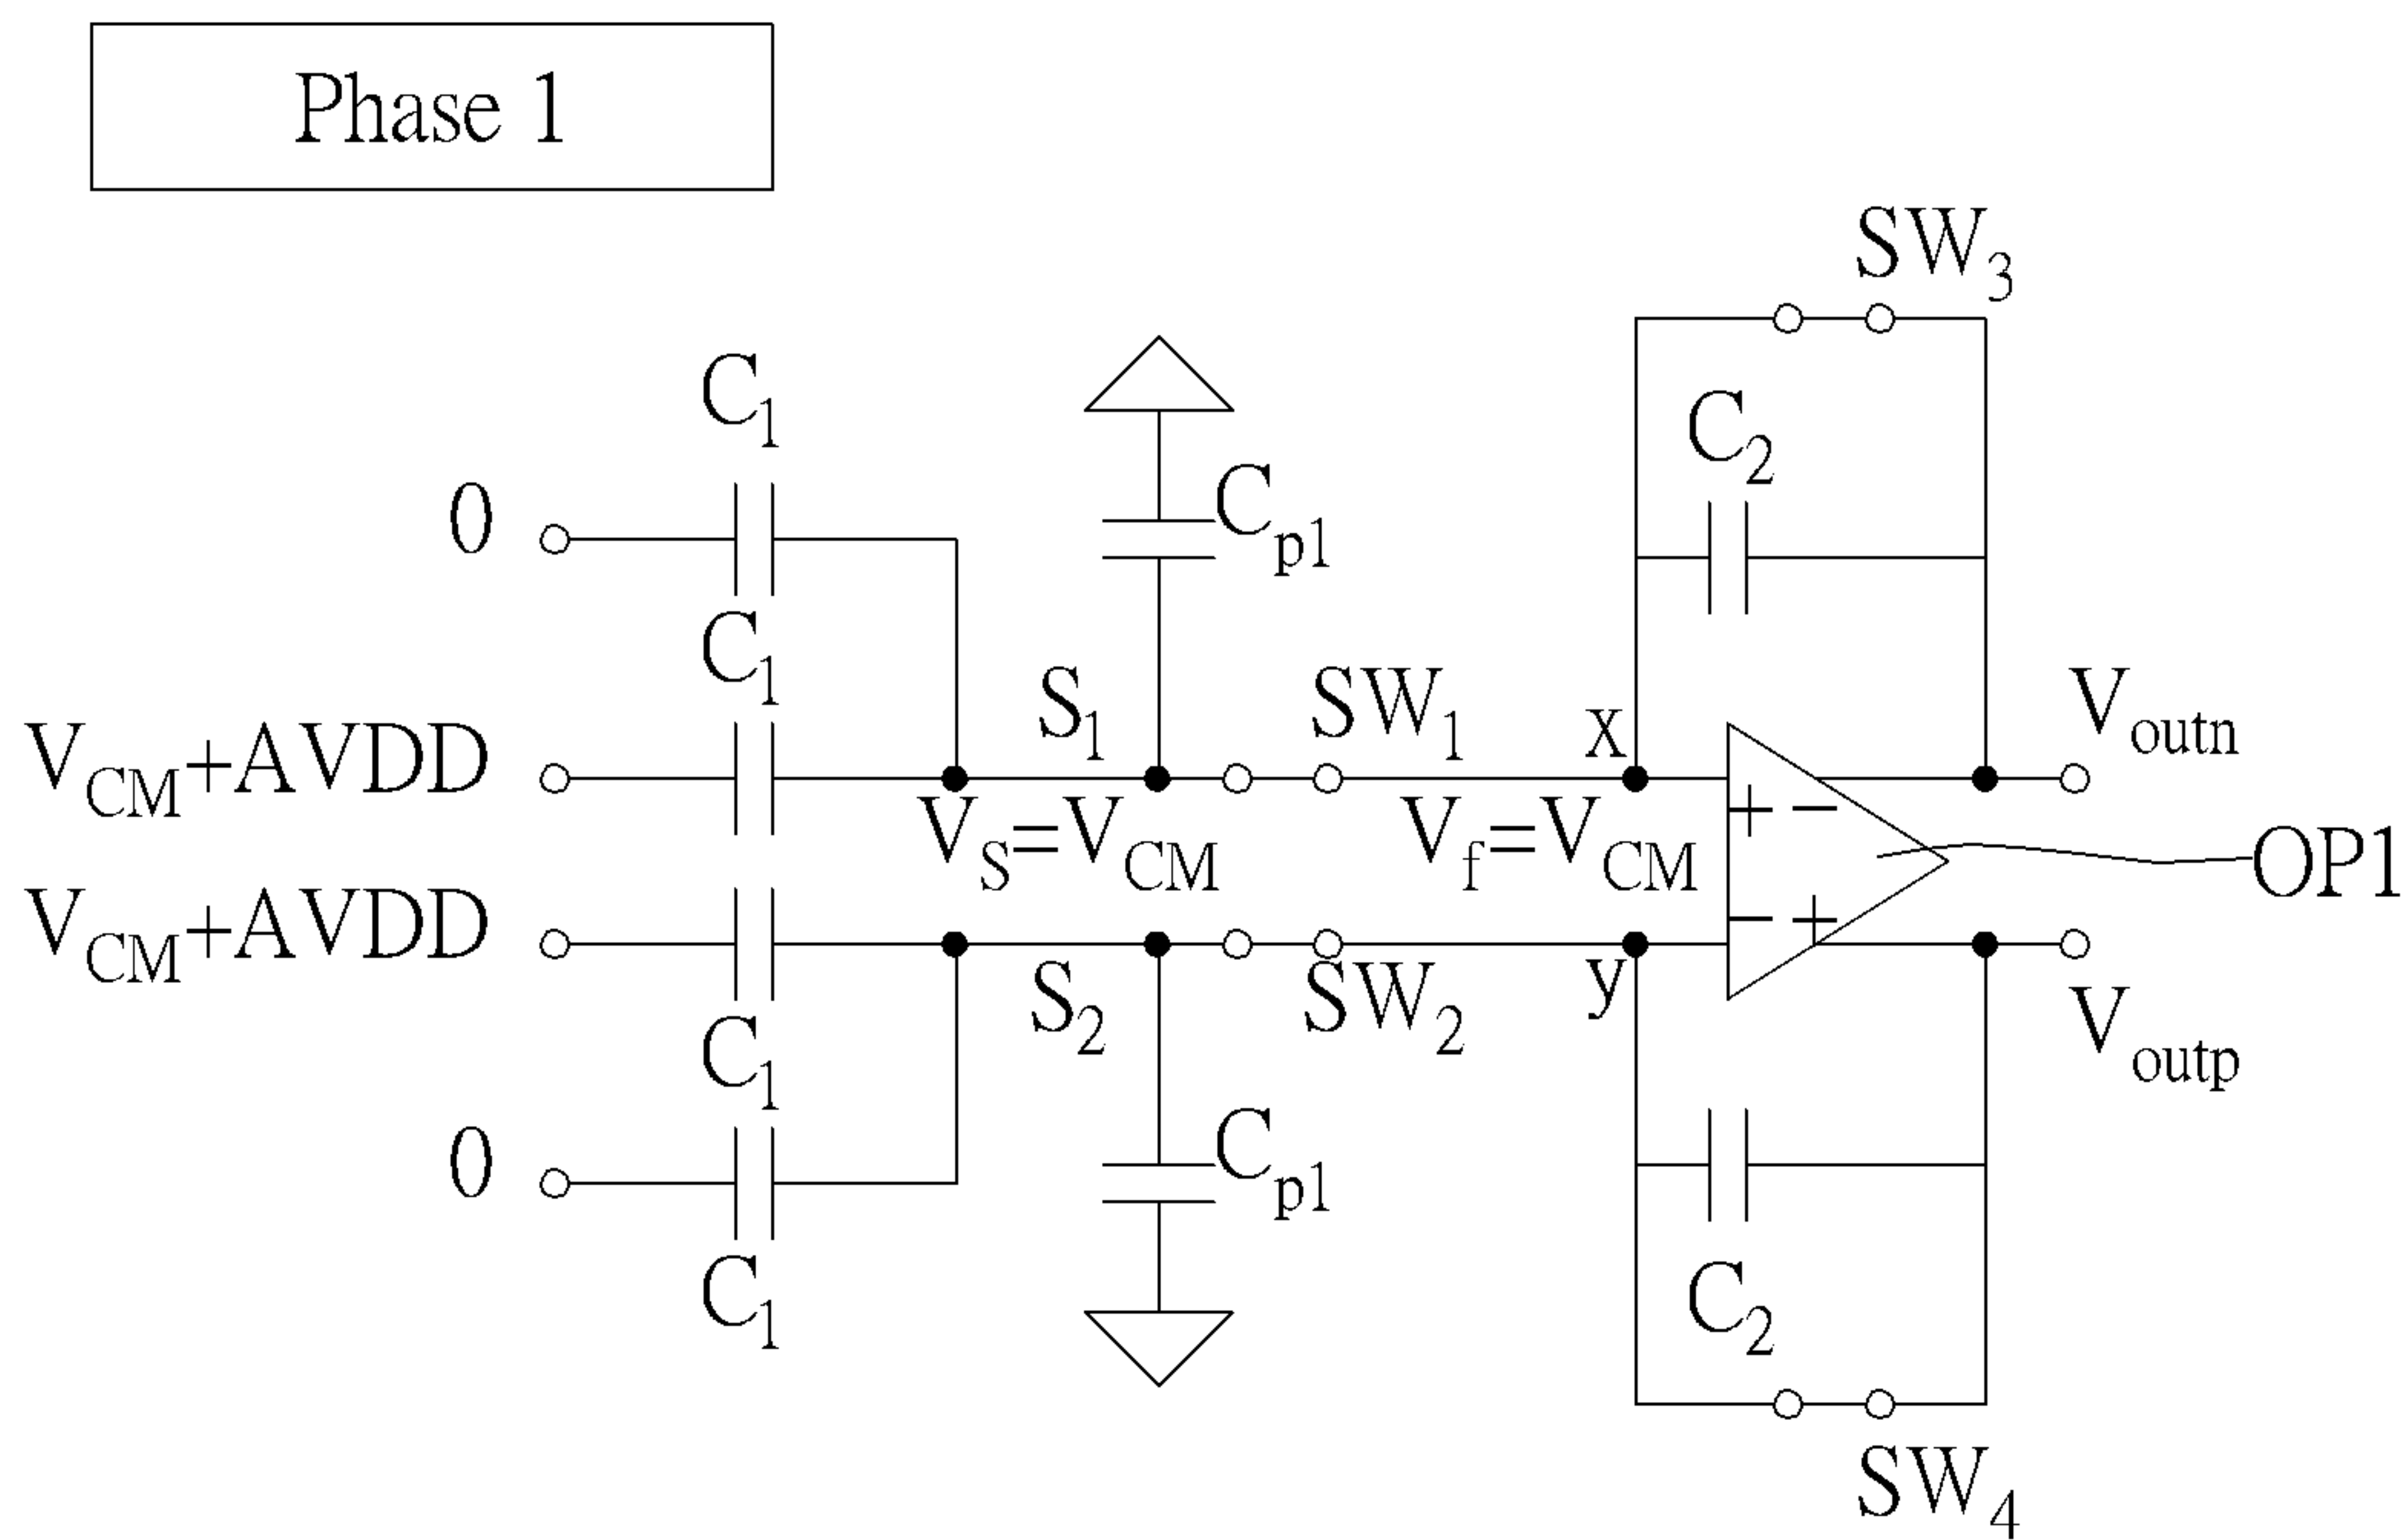 Phase 1
SW3
C1
C2
0
Cp1
C1
S1
SW1
x
Voutn
VCM+AVDD
VS=VCM
Vf=VCM
+ −
OP1
VCM+AVDD
− +
S2
SW2
y
Voutp
C1
0
Cp1
C1
C2
SW4